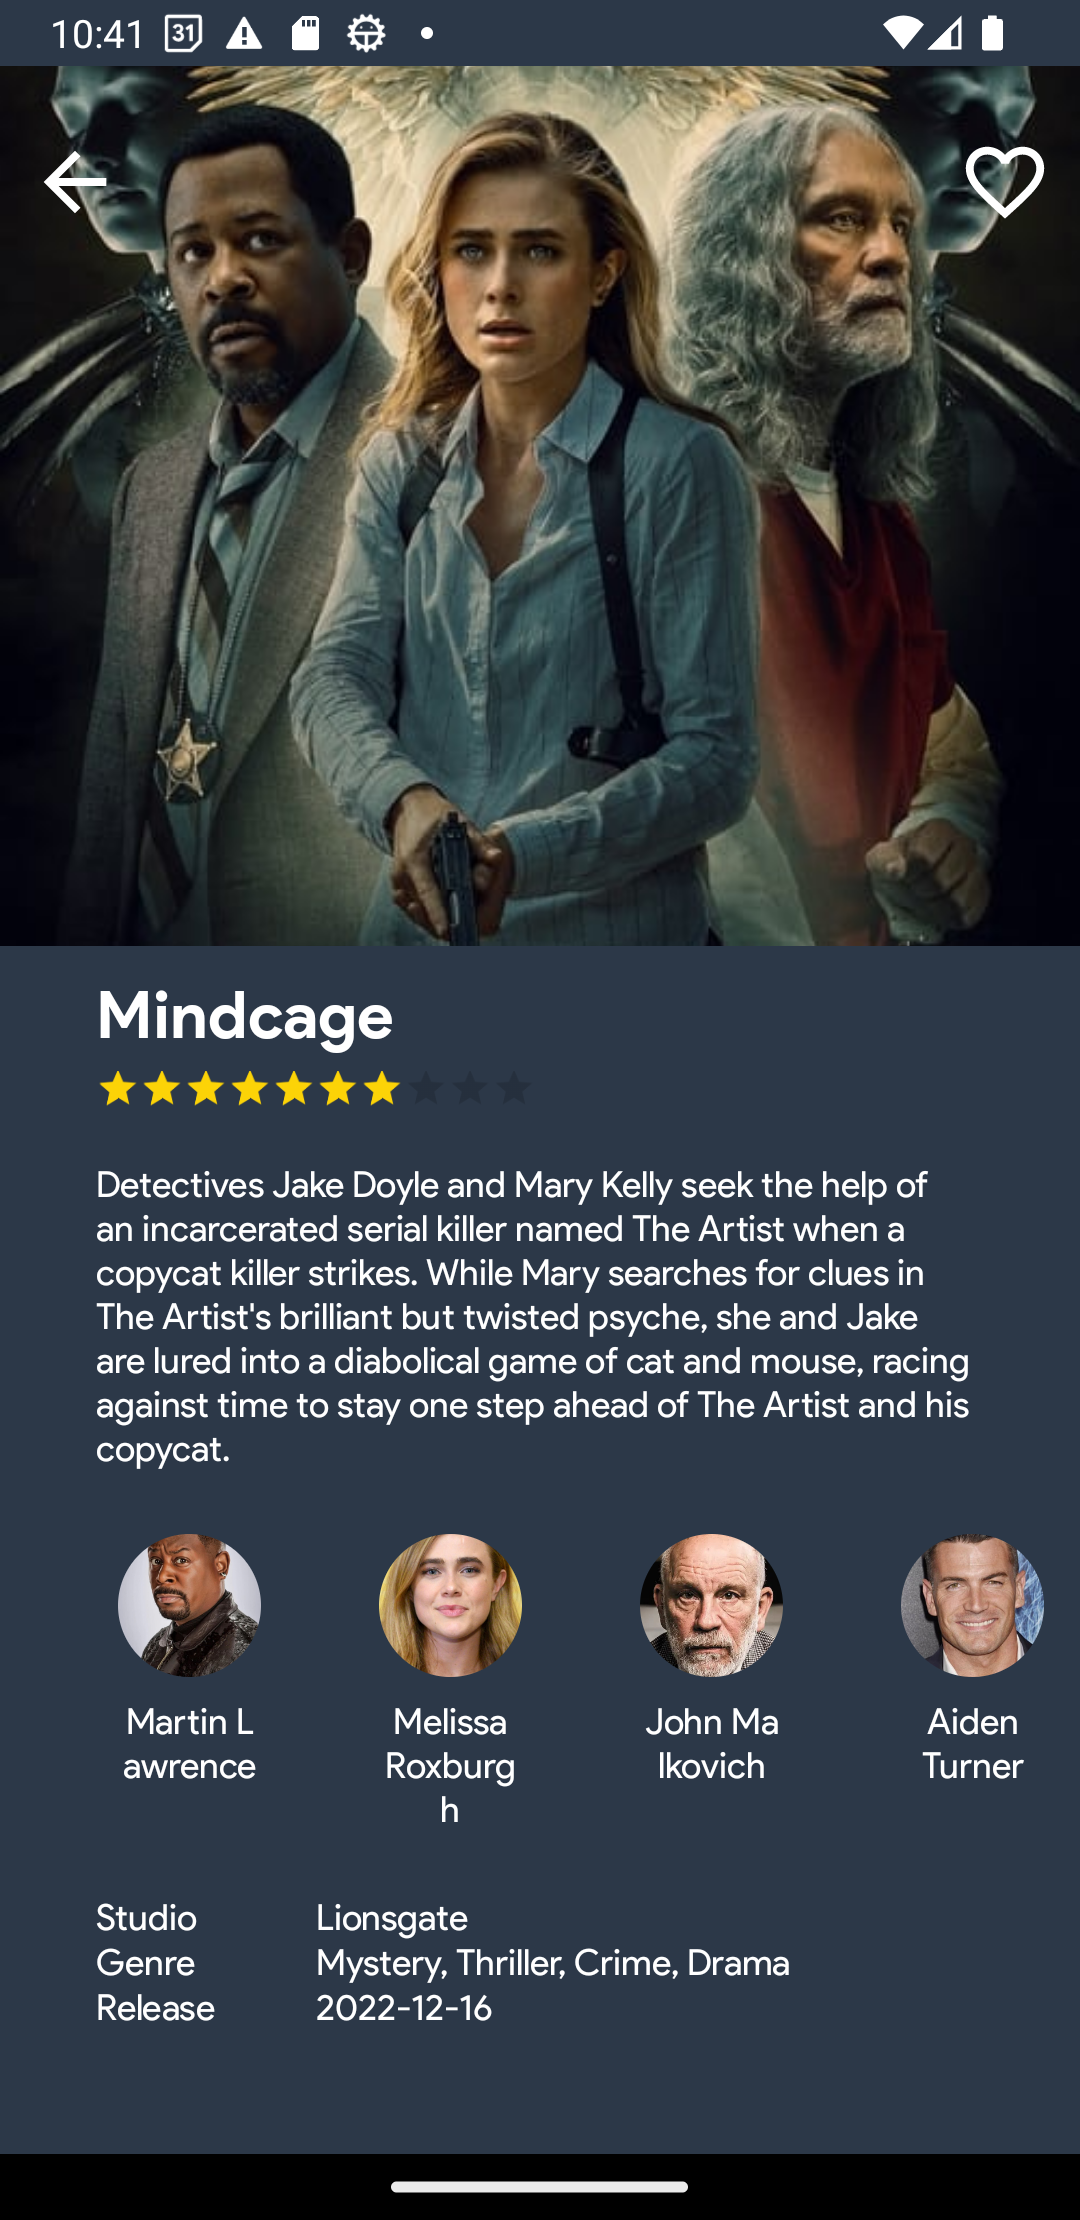 10:41
31
Mindcage
Detectives Jake Doyle and Mary Kelly seek the help of
an incarcerated serial killer named The Artist when a
copycat killer strikes. While Mary searches for clues in
The Artist's brilliant but twisted psyche, she and Jake
are lured into a diabolical game of cat and mouse, racing
against time to stay one step ahead of The Artist and his
copycat.
Martin L
awrence
Melissa
Roxburg
h
John Ma
lkovich
Aiden
Turner
Studio Lionsgate
Genre Mystery, Thriller, Crime, Drama
Release 2022-12-16